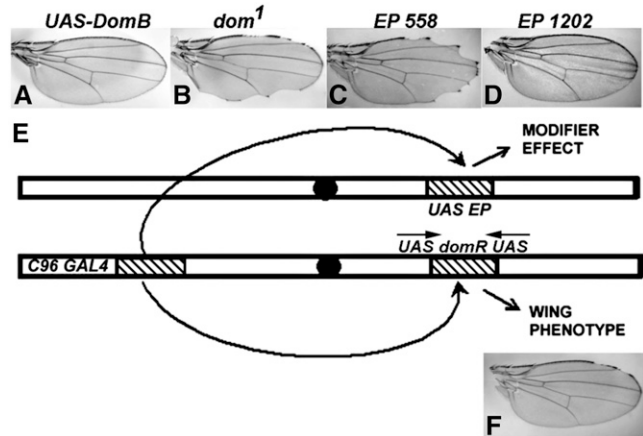 UAS-DomB
dom¹
EP 558
EP 1202
A
B
C
D
E
MODIFIER
EFFECT
UAS EP
UAS domR UAS
C96 GAL4
WING
PHENOTYPE
F